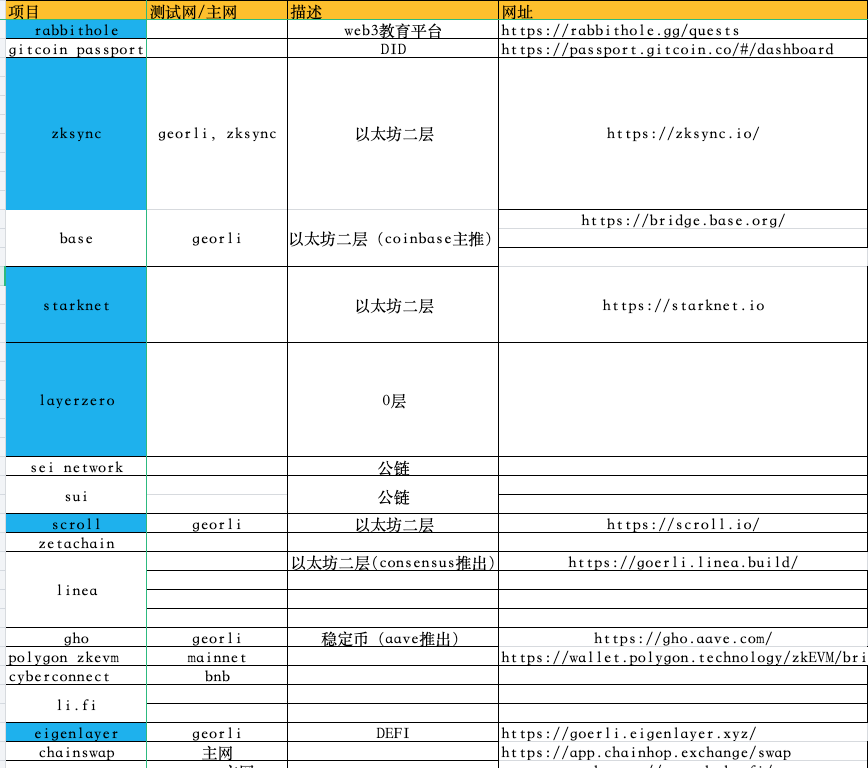 项目 测试网/主网 描述 网址
rabbithole web3教育平台 https://rabbithole.gg/quests
gitcoin passport DID https://passport.gitcoin.co/#/dashboard
zksync georli, zksync 以太坊二层 https://zksync.io/
https://bridge.base.org/
base georli 以太坊二层（coinbase主推）
starknet 以太坊二层 https://starknet.io
layerzero 0层
sei network 公链
sui 公链
scroll georli 以太坊二层 https://scroll.io/
zetachain
以太坊二层(consensus推出) https://goerli.linea.build/
linea
gho georli 稳定币（aave推出） https://gho.aave.com/
polygon zkevm mainnet https://wallet.polygon.technology/zkEVM/bri
cyberconnect bnb
li.fi
eigenlayer georli DEFI https://goerli.eigenlayer.xyz/
chainswap 主网 https://app.chainhop.exchange/swap